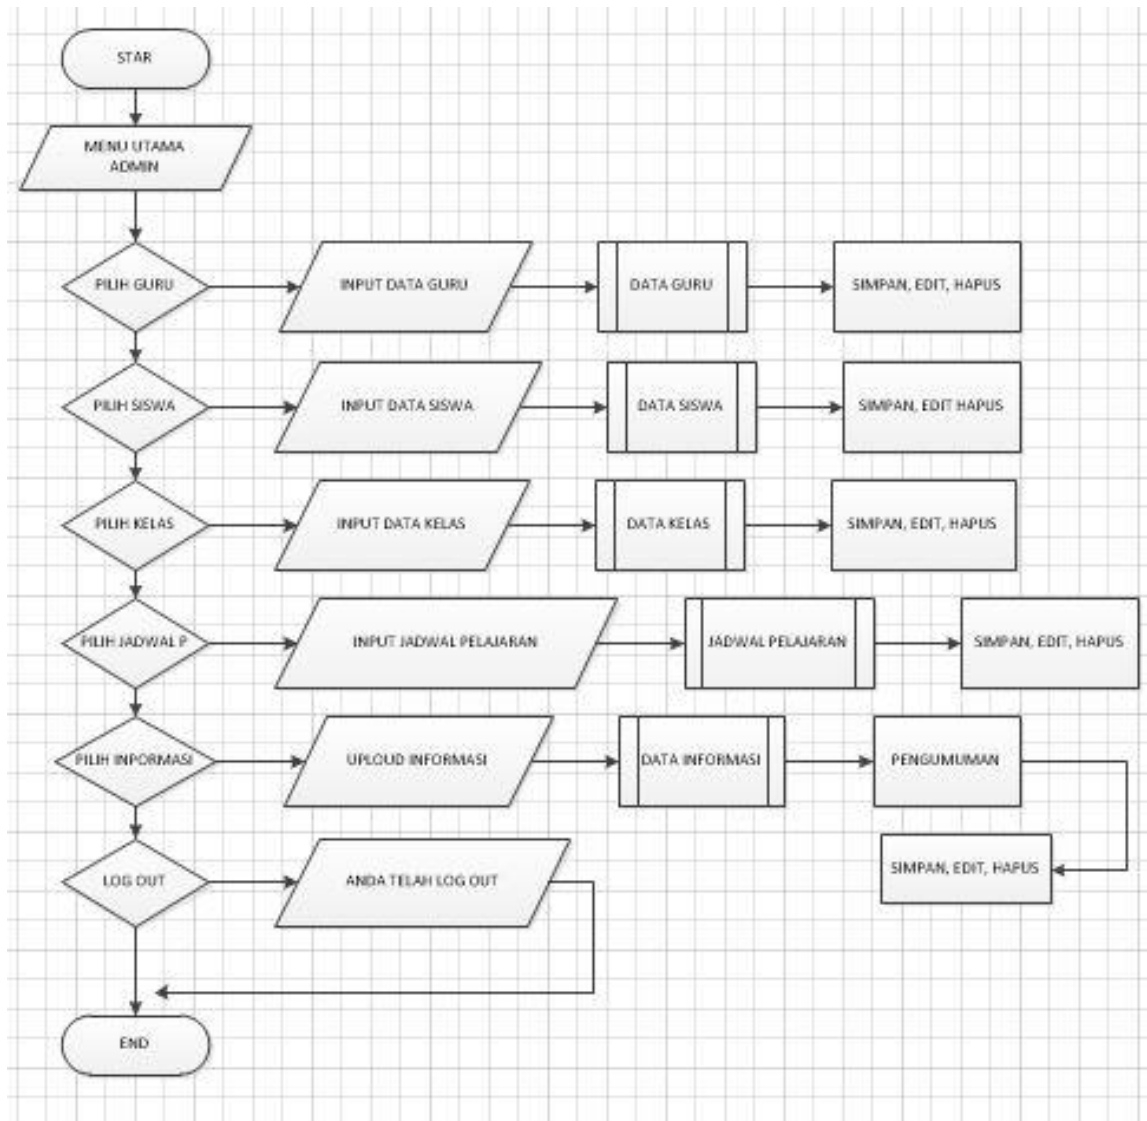 STAR
MENU UTAMA
ADMIN
PILIH GURU
INPUT DATA GURU
DATA GURU
SIMPAN, EDIT, HAPUS
PILIH SISWA
INPUT DATA SISWA
DATA SISWA
SIMPAN, EDIT HAPUS
PILIH KELAS
INPUT DATA KELAS
DATA KELAS
SIMPAN, EDIT, HAPUS
PILIH JADWAL P
INPUT JADWAL PELAJARAN
JADWAL PELAJARAN
SIMPAN, EDIT, HAPUS
PILIH INPORMASI
UPLOUD INFORMASI
DATA INFORMASI
PENGUMUMAN
SIMPAN, EDIT, HAPUS
LOG OUT
ANDA TELAH LOG OUT
END